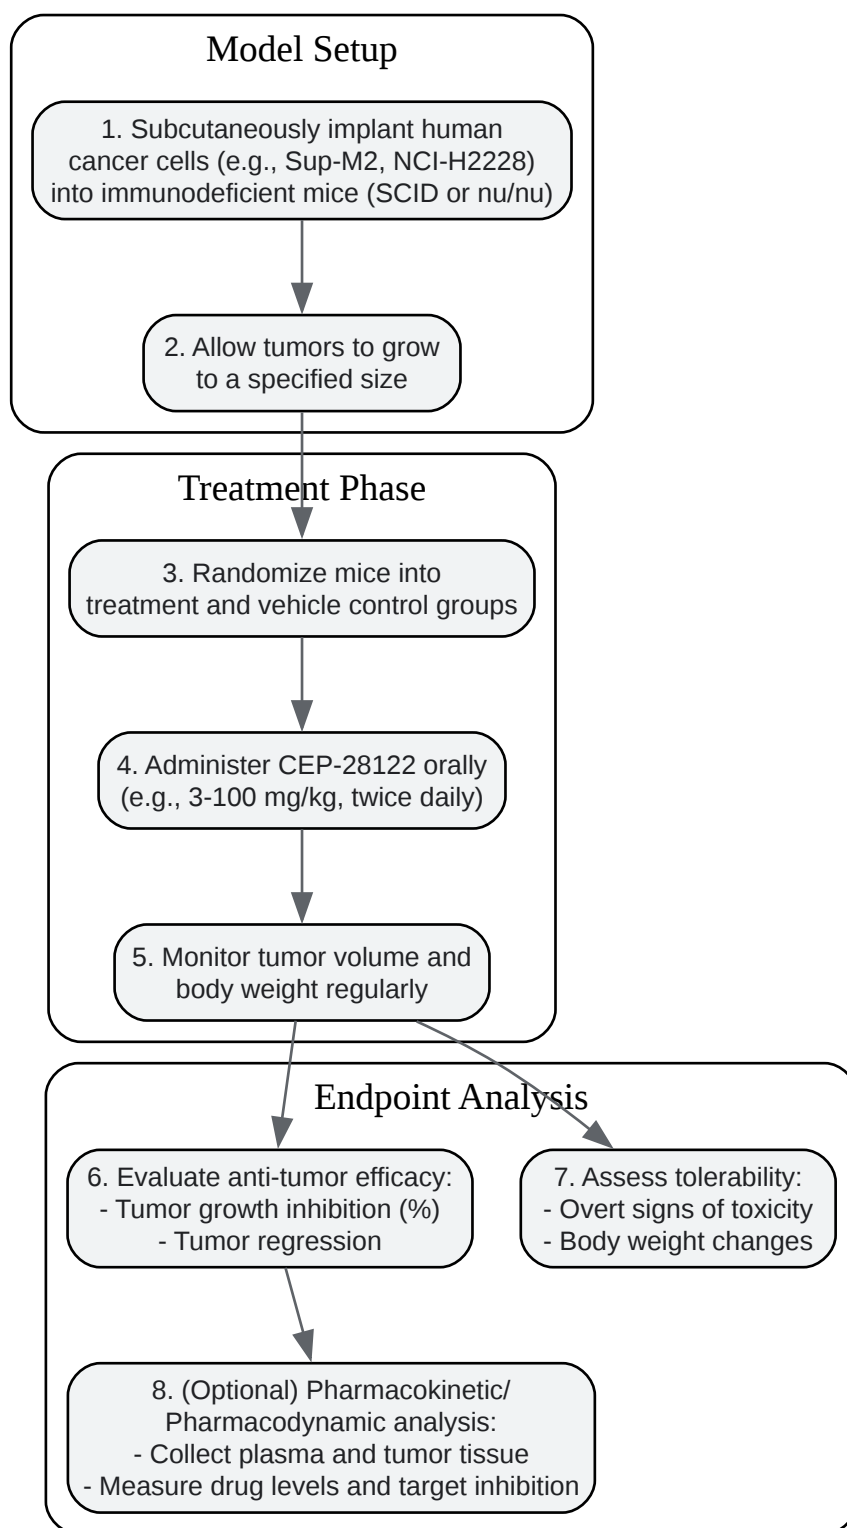 Model Setup
1. Subcutaneously implant human
cancer cells (e.g., Sup-M2, NCI-H2228)
into immunodeficient mice (SCID or nu/nu)
2. Allow tumors to grow
to a specified size
Treatment Phase
3. Randomize mice into
treatment and vehicle control groups
4. Administer CEP-28122 orally
(e.g., 3-100 mg/kg, twice daily)
5. Monitor tumor volume and
body weight regularly
Endpoint Analysis
6. Evaluate anti-tumor efficacy:
- Tumor growth inhibition (%)
- Tumor regression
7. Assess tolerability:
- Overt signs of toxicity
- Body weight changes
8. (Optional) Pharmacokinetic/
Pharmacodynamic analysis:
- Collect plasma and tumor tissue
- Measure drug levels and target inhibition